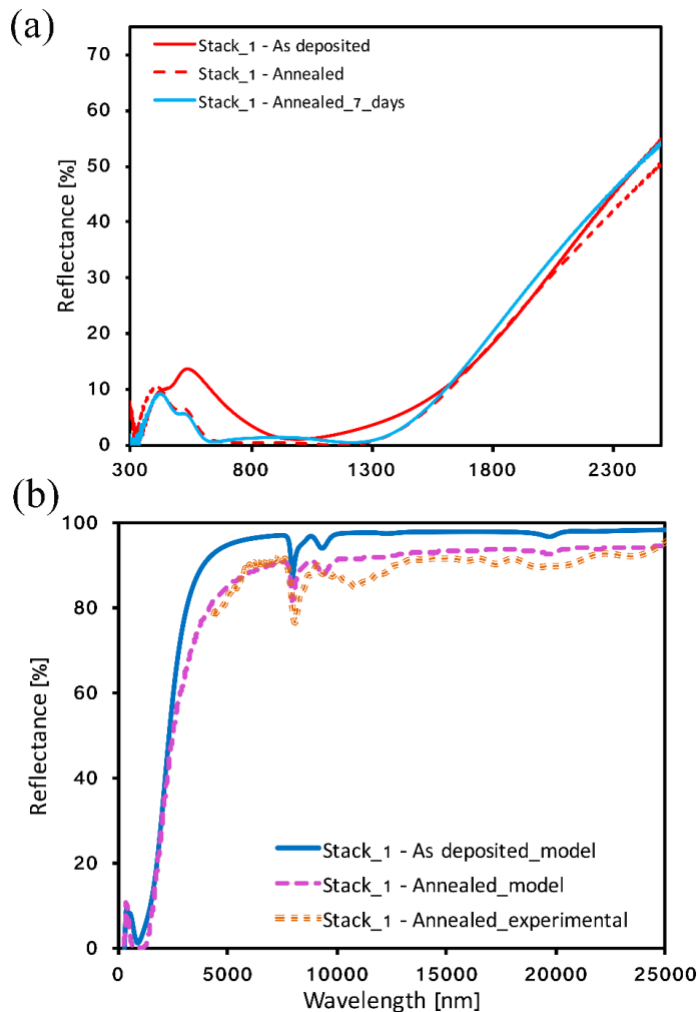 (a)
70
60
50
40
30
20
10
0
Reflectance [%]
Stack_1 - As deposited
Stack_1 - Annealed
Stack_1 - Annealed_7_days
300 800 1300 1800 2300
(b)
100
80
60
40
20
0
Reflectance [%]
Stack_1 - As deposited_model
Stack_1 - Annealed_model
Stack_1 - Annealed_experimental
0 5000 10000 15000 20000 25000
Wavelength [nm]